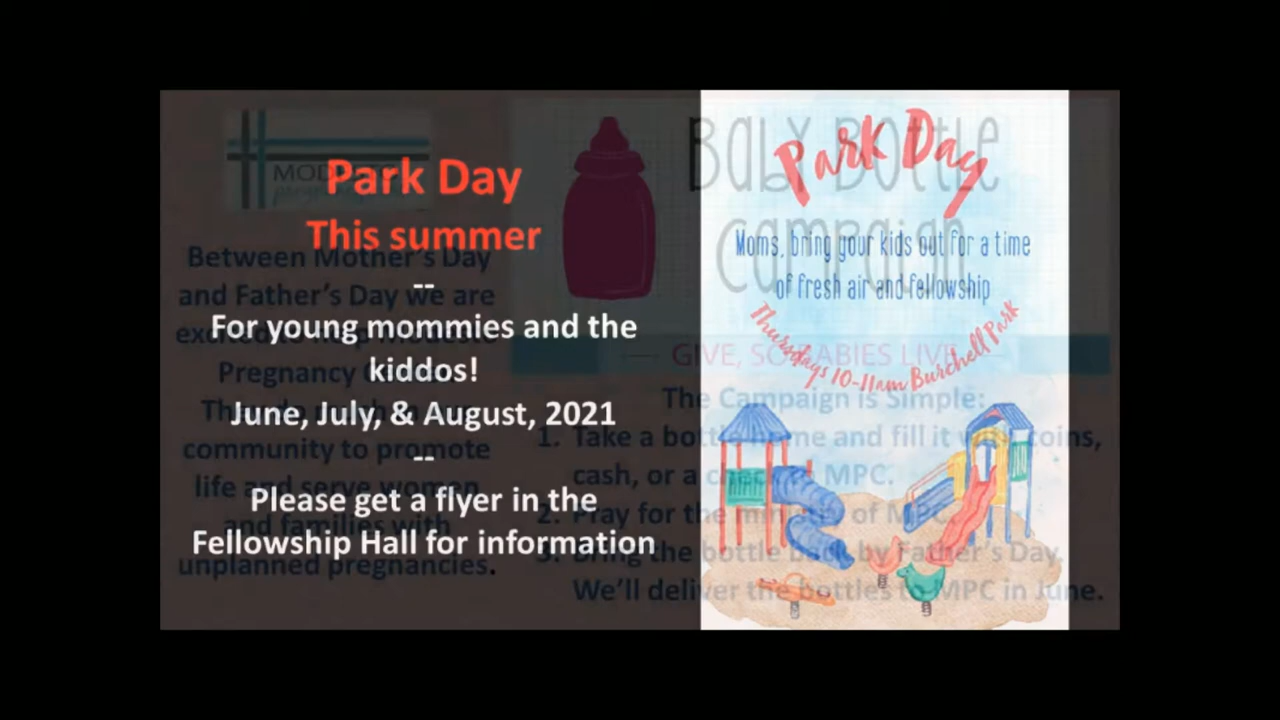 Park Day
This summer
--
For young mommies and the
kiddos!
June, July, & August, 2021
--
Please get a flyer in the
Fellowship Hall for information
Park Day
Moms, bring your kids out for a time
of fresh air and fellowship
Thursdays 10-11am Burchell Park
Between Mother's Day
and Father's Day we are
Pregnancy
community to promote
life and serve women
and families with
unplanned pregnancies.
Baby Bottle
Campaign
GIVE, SO BABIES LIVE
The Campaign is Simple:
1. Take a bottle home and fill it with coins,
cash, or a check to MPC.
2. Pray for the ministry of MPC.
3. Bring the bottle back by Father's Day.
We'll deliver the bottles to MPC in June.